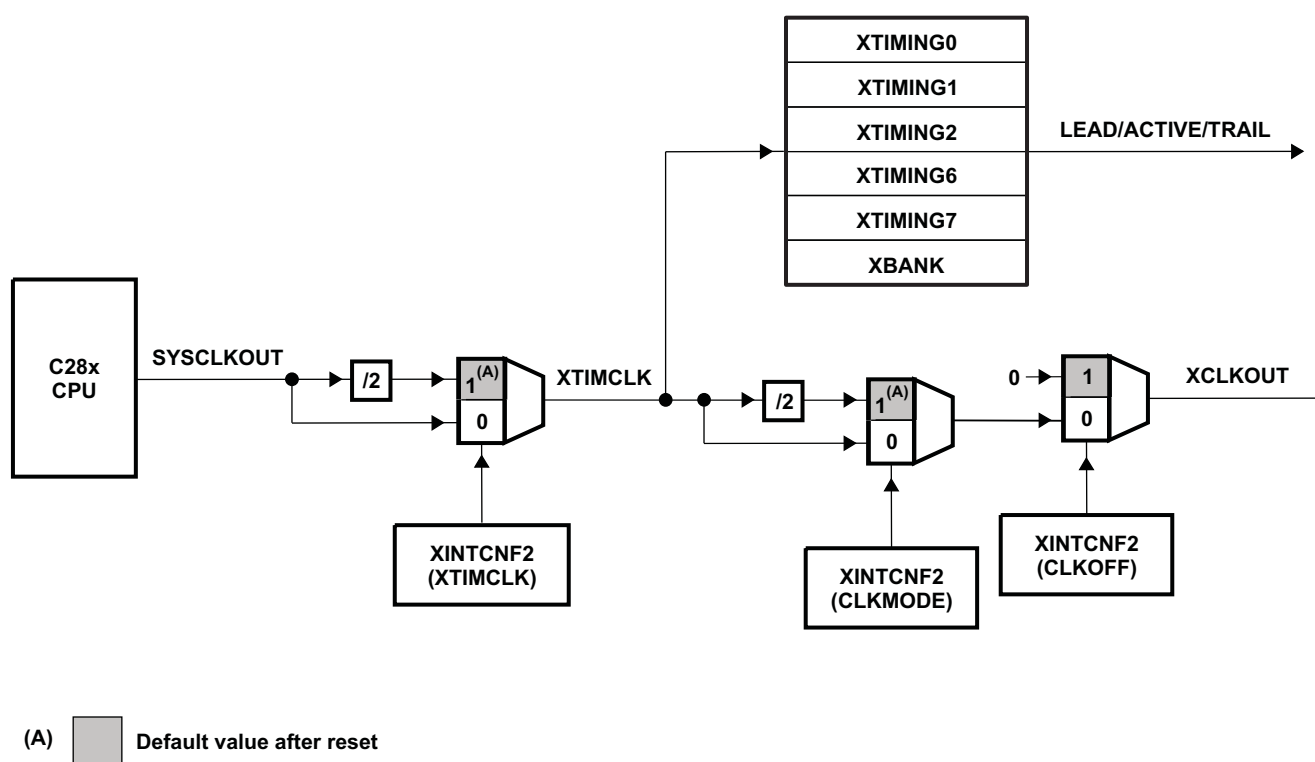 XTIMING0
XTIMING1
XTIMING2
LEAD/ACTIVE/TRAIL
XTIMING6
XTIMING7
XBANK
C28x
CPU
SYSCLKOUT
/2
1(A)
0
XTIMCLK
/2
1(A)
0
0
1
0
XCLKOUT
XINTCNF2
(XTIMCLK)
XINTCNF2
(CLKMODE)
XINTCNF2
(CLKOFF)
(A) Default value after reset